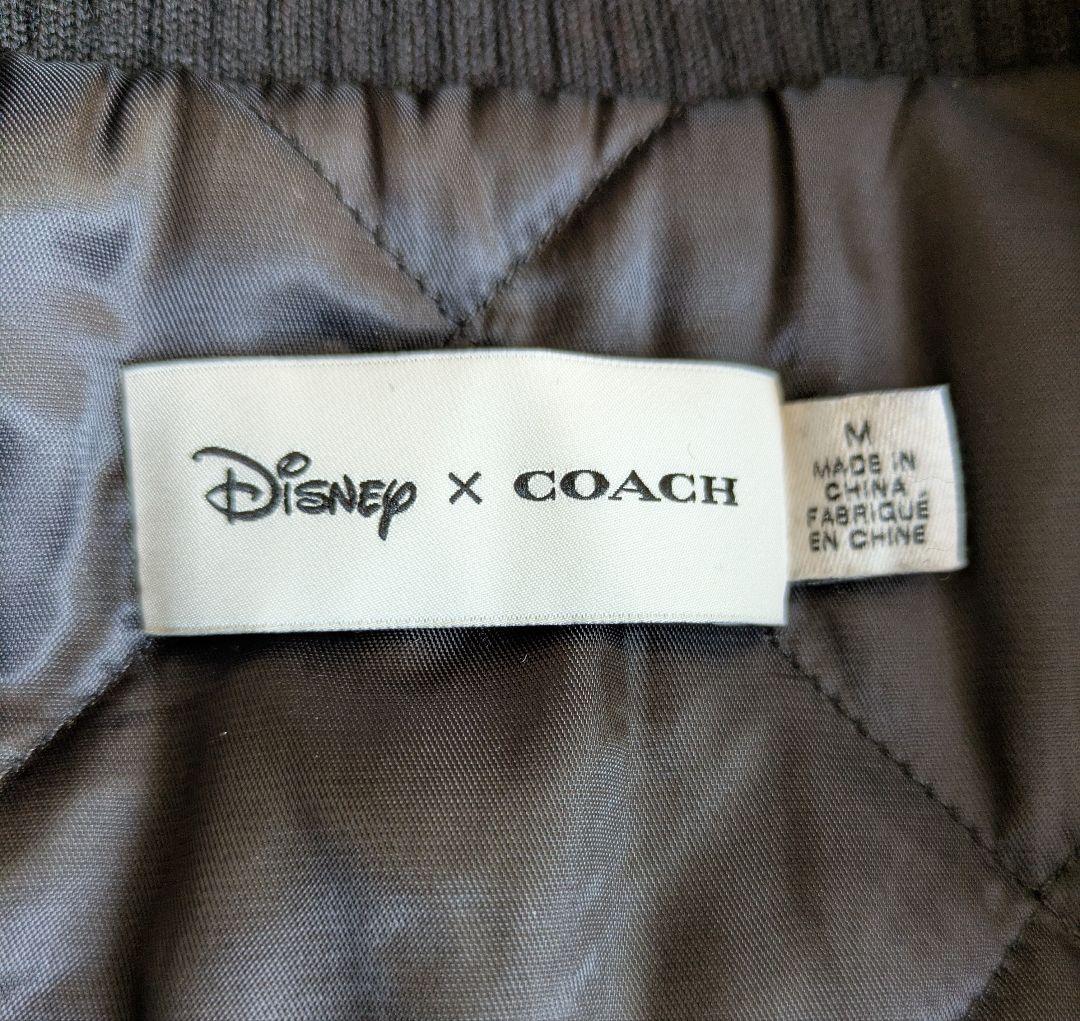 Disney × COACH
M
MADE IN
CHINA
FABRIQUÉ
EN CHINE